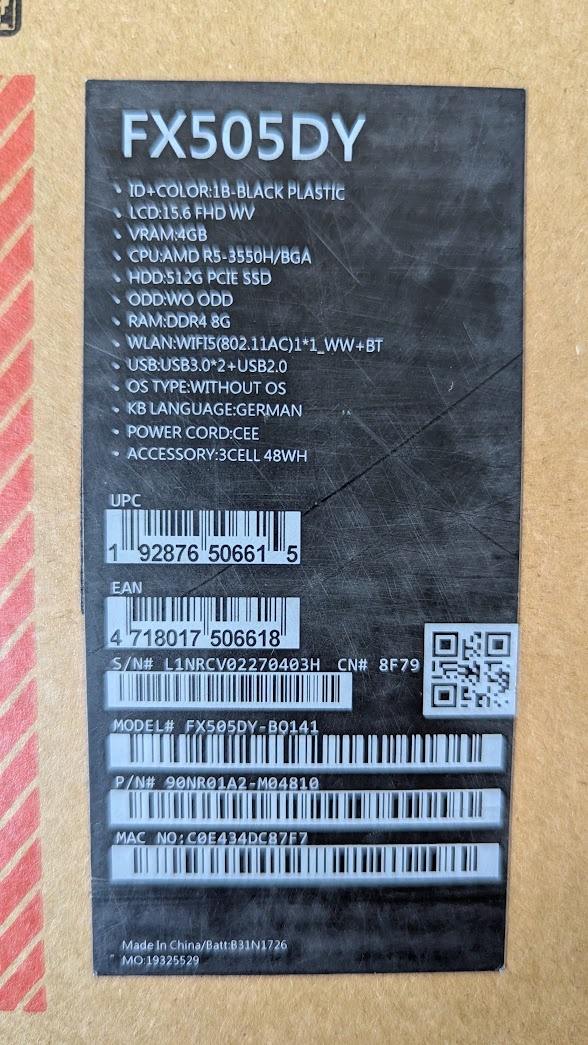 FX505DY
• ID+COLOR:1B-BLACK PLASTIC
• LCD:15.6 FHD WV
• VRAM:4GB
• CPU:AMD R5-3550H/BGA
• HDD:512G PCIE SSD
• ODD:WO ODD
• RAM:DDR4 8G
• WLAN:WIFI5(802.11AC)1*1_WW+BT
• USB:USB3.0*2+USB2.0
• OS TYPE:WITHOUT OS
• KB LANGUAGE:GERMAN
• POWER CORD:CEE
• ACCESSORY:3CELL 48WH
UPC
1 92876 50661 5
EAN
4 718017 506618
S/N# L1NRCV02270403H CN# 8F79
MODEL# FX505DY-BQ141
P/N# 90NR01A2-M04810
MAC NO:C0E434DC87F7
Made In China/Batt:B31N1726
MO:19325529